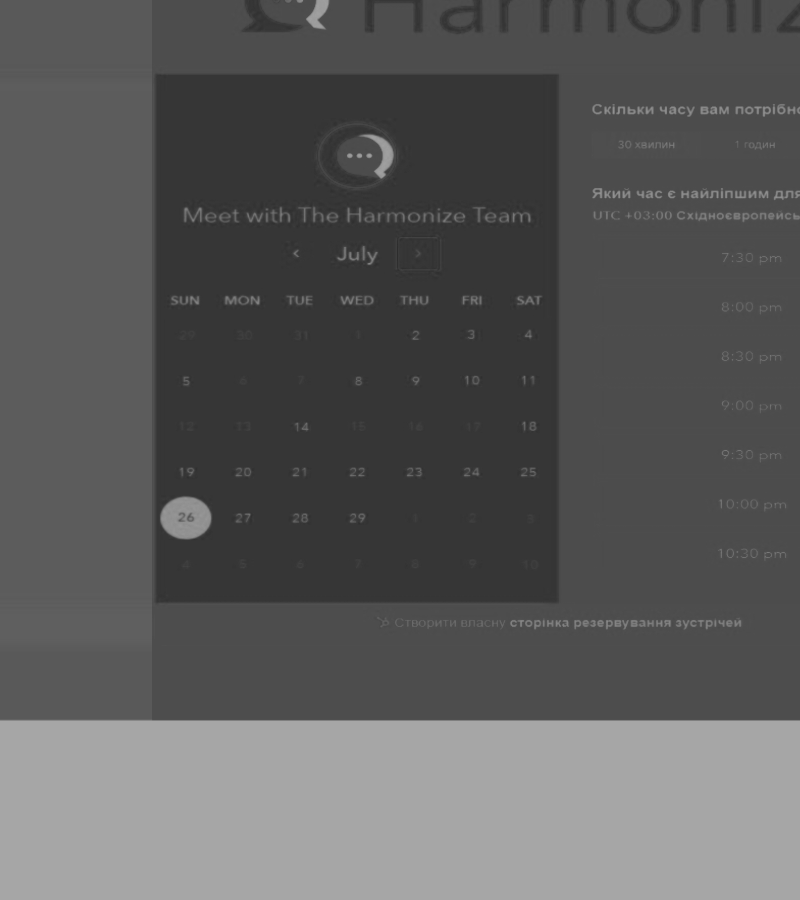 Harmoniz
Meet with The Harmonize Team
‹ July ›
SUN MON TUE WED THU FRI SAT
29 30 31 1 2 3 4
5 6 7 8 9 10 11
12 13 14 15 16 17 18
19 20 21 22 23 24 25
26 27 28 29 1 2 3
4 5 6 7 8 9 10
Скільки часу вам потрібно
30 хвилин 1 годин
Який час є найліпшим для
UTC +03:00 Східноєвропейсь
7:30 pm
8:00 pm
8:30 pm
9:00 pm
9:30 pm
10:00 pm
10:30 pm
Створити власну сторінка резервування зустрічей